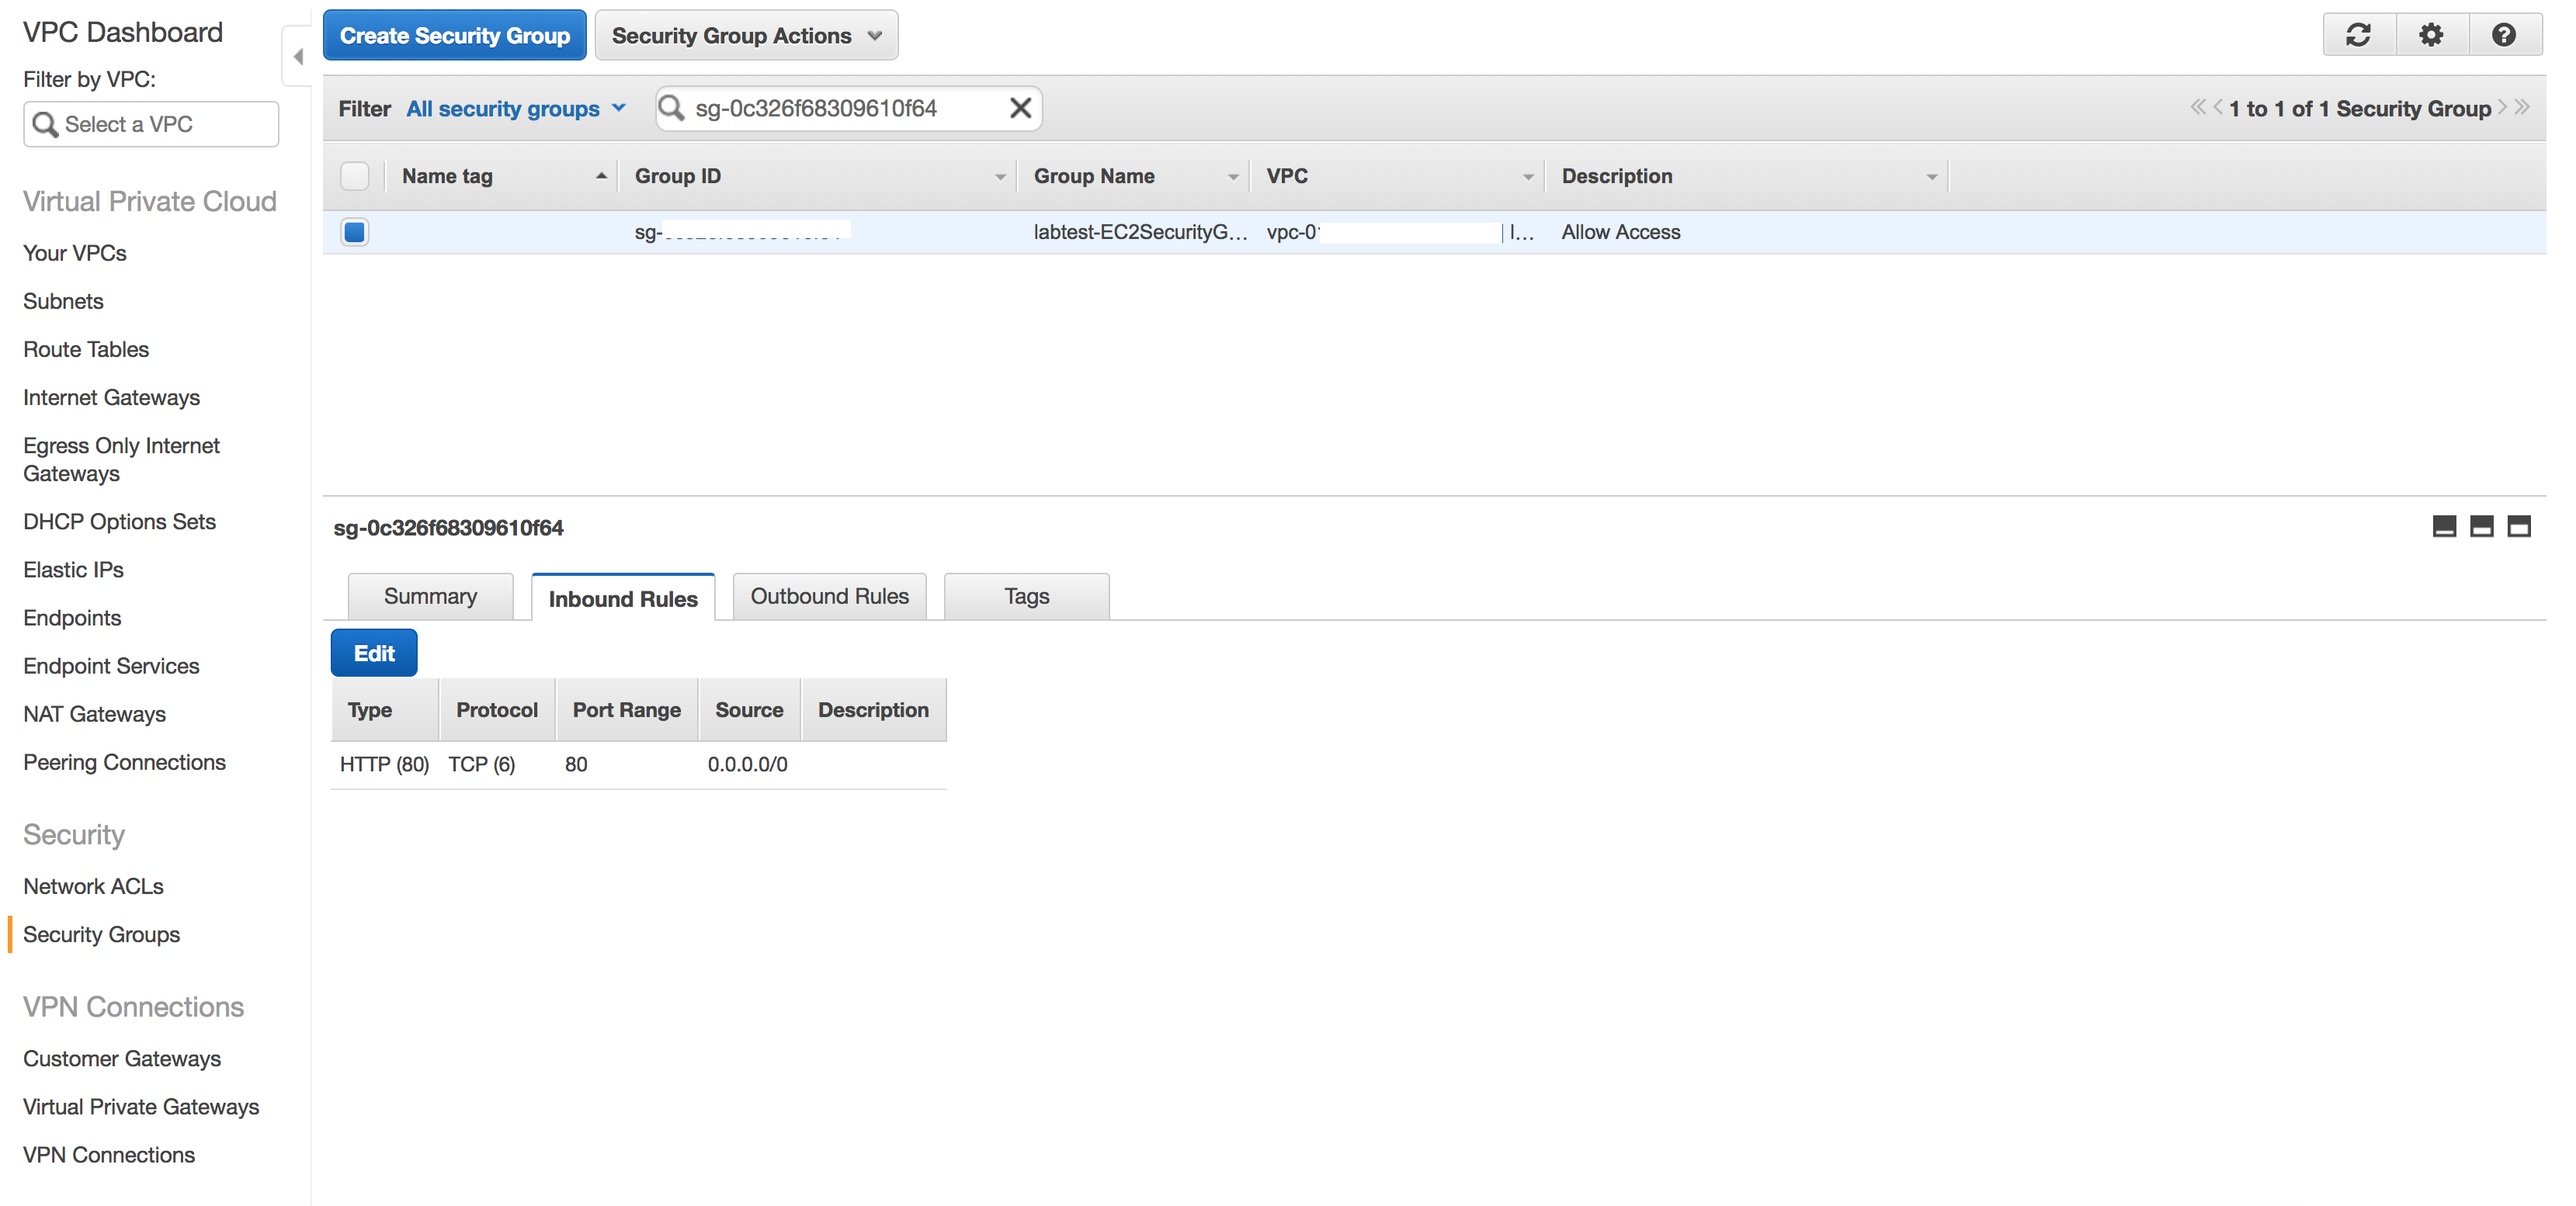 VPC Dashboard
Filter by VPC:
Select a VPC
Virtual Private Cloud
Your VPCs
Subnets
Route Tables
Internet Gateways
Egress Only Internet
Gateways
DHCP Options Sets
Elastic IPs
Endpoints
Endpoint Services
NAT Gateways
Peering Connections
Security
Network ACLs
Security Groups
VPN Connections
Customer Gateways
Virtual Private Gateways
VPN Connections
Create Security Group Security Group Actions
Filter All security groups sg-0c326f68309610f64 1 to 1 of 1 Security Group
Name tag Group ID Group Name VPC Description
sg- labtest-EC2SecurityG... vpc-0 | l... Allow Access
sg-0c326f68309610f64
Summary Inbound Rules Outbound Rules Tags
Edit
Type Protocol Port Range Source Description
HTTP (80) TCP (6) 80 0.0.0.0/0